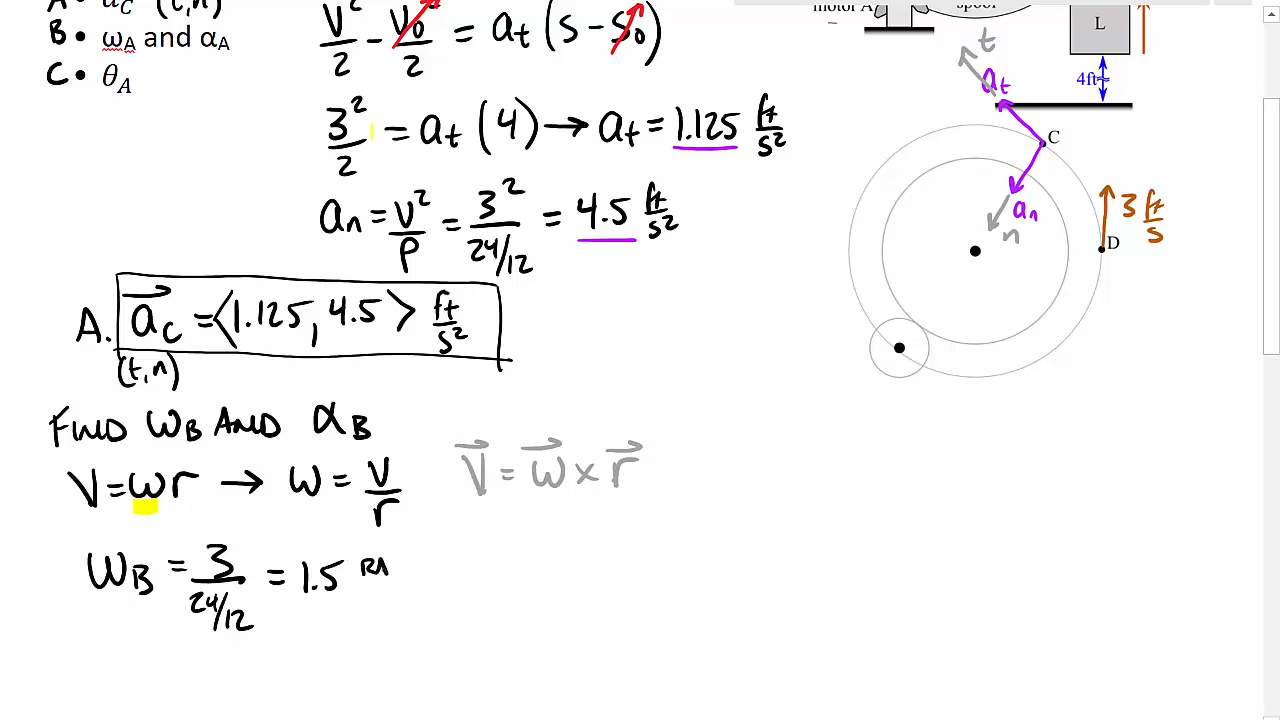 B • ωA and αA
C • θA
V²/2 - V0²/2 = at (s - s0)
3²/2 = at (4) → at = 1.125 ft/s²
an = V²/ρ = 3²/(24/12) = 4.5 ft/s²
A. aC = <1.125, 4.5> ft/s²
(t,n)
FIND ωB AND αB
V = ωr → ω = V/r
V = ω × r
ωB = 3/(24/12) = 1.5
motor A
L
4ft
t
at
C
an
n
3 ft/s
D